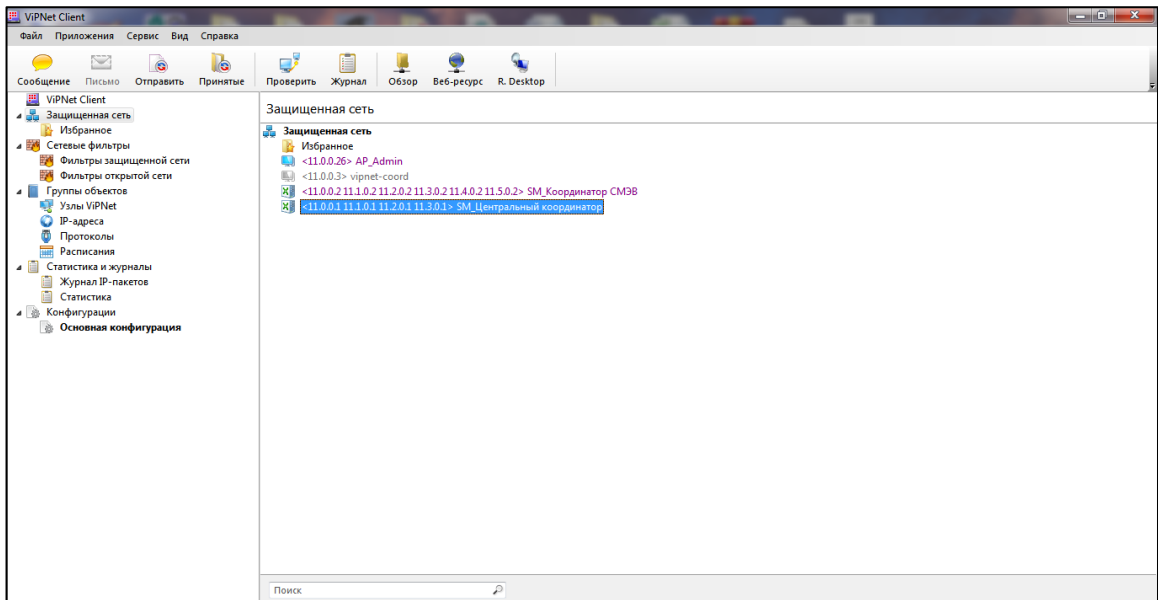 ViPNet Client
Файл Приложения Сервис Вид Справка
Сообщение Письмо Отправить Принятые Проверить Журнал Обзор Веб-ресурс R. Desktop
ViPNet Client
Защищенная сеть
Избранное
Сетевые фильтры
Фильтры защищенной сети
Фильтры открытой сети
Группы объектов
Узлы ViPNet
IP-адреса
Протоколы
Расписания
Статистика и журналы
Журнал IP-пакетов
Статистика
Конфигурации
Основная конфигурация
Защищенная сеть
Защищенная сеть
Избранное
<11.0.0.26> AP_Admin
<11.0.0.3> vipnet-coord
<11.0.0.2 11.1.0.2 11.2.0.2 11.3.0.2 11.4.0.2 11.5.0.2> SM_Координатор СМЭВ
<11.0.0.1 11.1.0.1 11.2.0.1 11.3.0.1> SM_Центральный координатор
Поиск